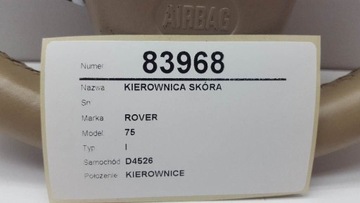 AIRBAG
Numer 83968
Nazwa KIEROWNICA SKÓRA
Sn
Marka ROVER
Model 75
Typ I
Samochód D4526
Położenie KIEROWNICE